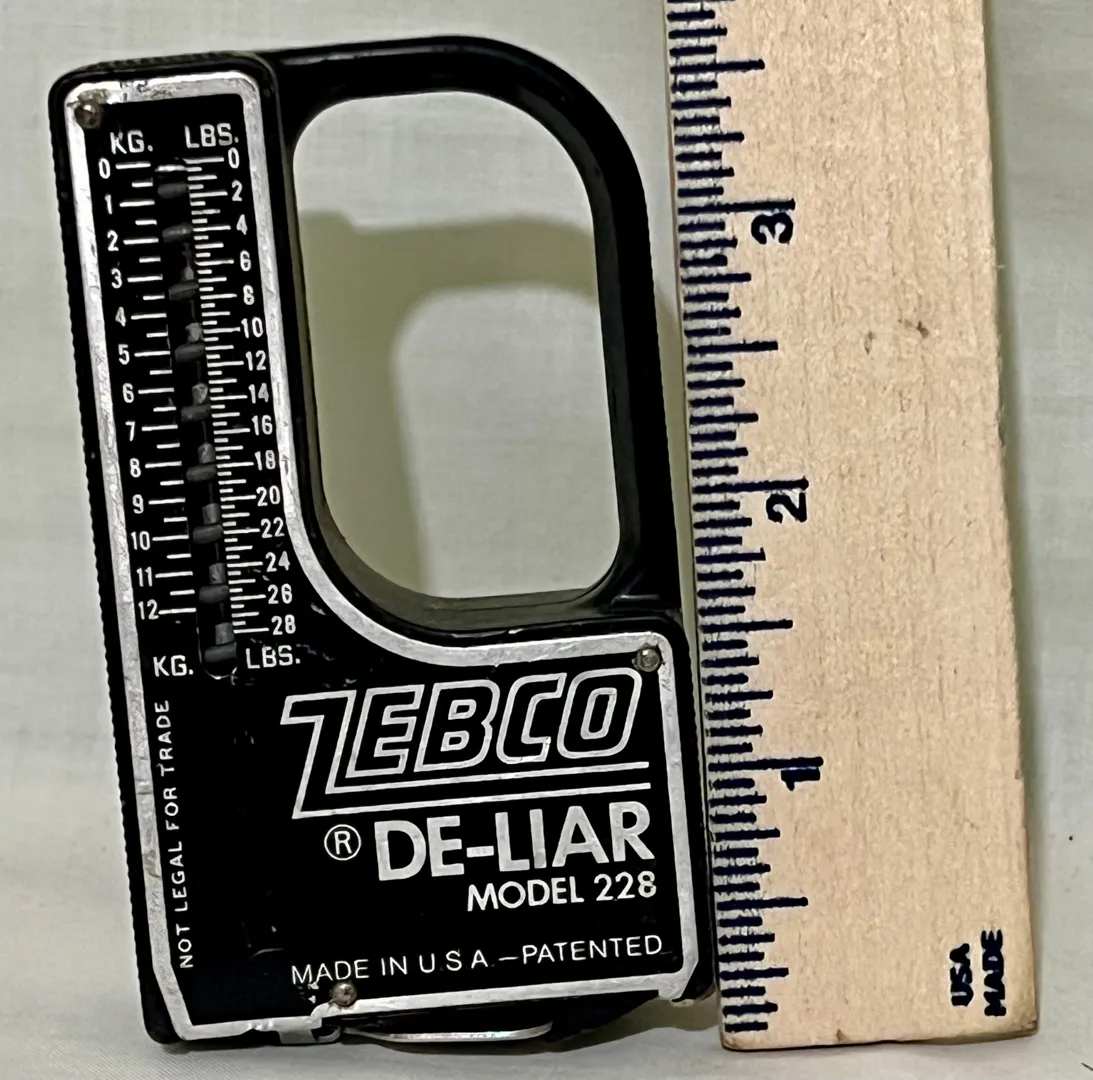 KG. LBS.
0 0
1 2
2 4
3 6
4 8
5 10
6 12
7 14
8 16
9 18
10 20
11 22
12 24
26
28
KG. LBS.
NOT LEGAL FOR TRADE
ZEBCO
® DE-LIAR
MODEL 228
MADE IN U S A.—PATENTED
3
2
1
USA
MADE